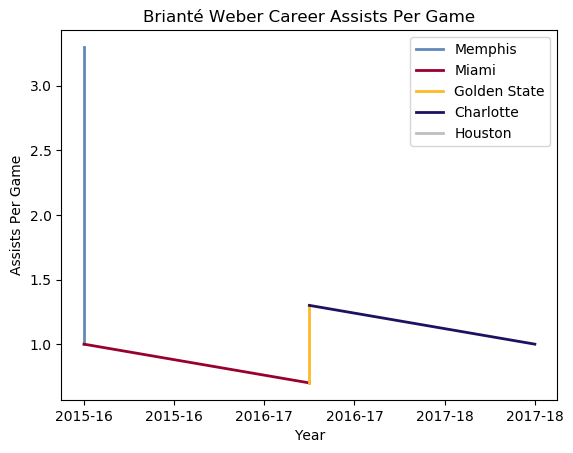 Brianté Weber Career Assists Per Game
Memphis
Miami
Golden State
Charlotte
Houston
Assists Per Game
3.0
2.5
2.0
1.5
1.0
2015-16 2015-16 2016-17 2016-17 2017-18 2017-18
Year